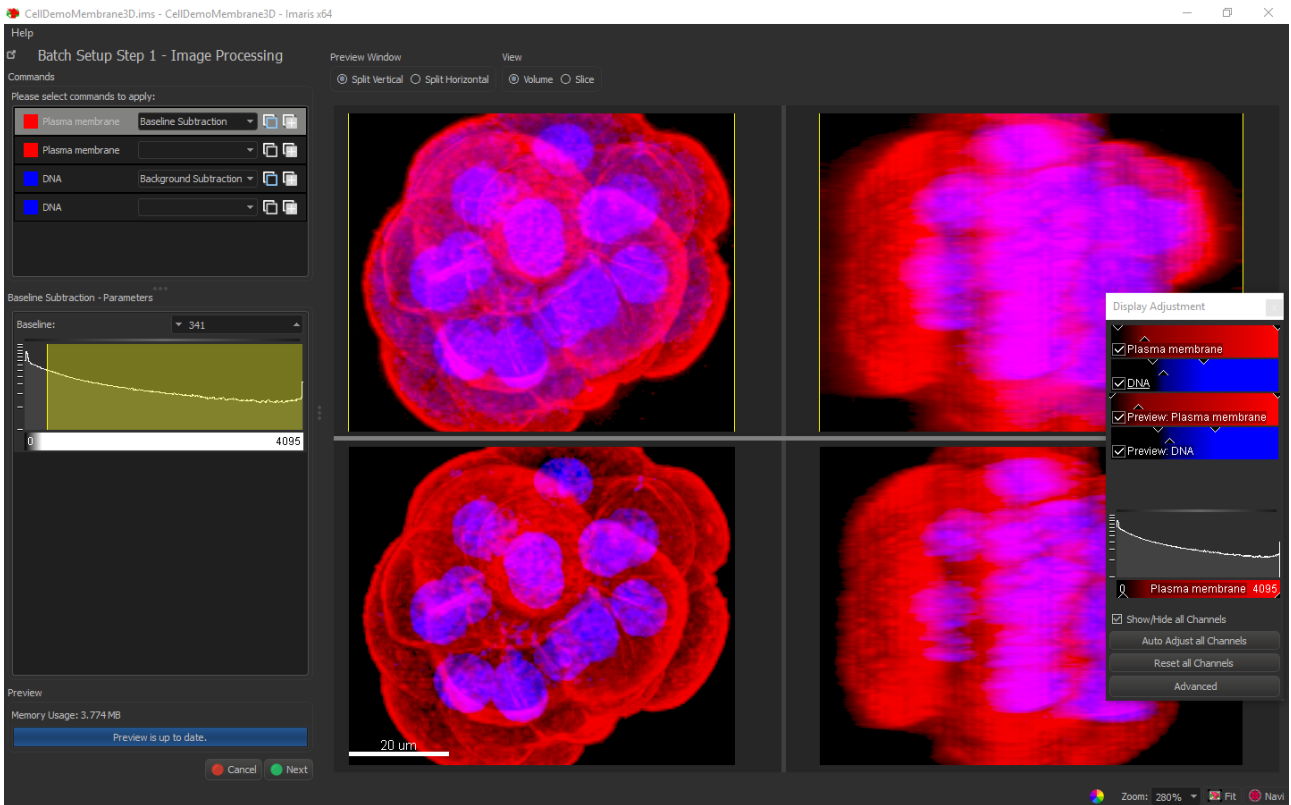 CellDemoMembrane3D.ims - CellDemoMembrane3D - Imaris x64
Help
Batch Setup Step 1 - Image Processing
Commands
Please select commands to apply:
Plasma membrane Baseline Subtraction
Plasma membrane
DNA Background Subtraction
DNA
Baseline Subtraction - Parameters
Baseline: 341
0 4095
Preview
Memory Usage: 3.774 MB
Preview is up to date.
Cancel Next
Preview Window View
Split Vertical Split Horizontal Volume Slice
20 um
Display Adjustment
Plasma membrane
DNA
Preview: Plasma membrane
Preview: DNA
0 Plasma membrane 4095
Show/Hide all Channels
Auto Adjust all Channels
Reset all Channels
Advanced
Zoom: 280% Fit Navi